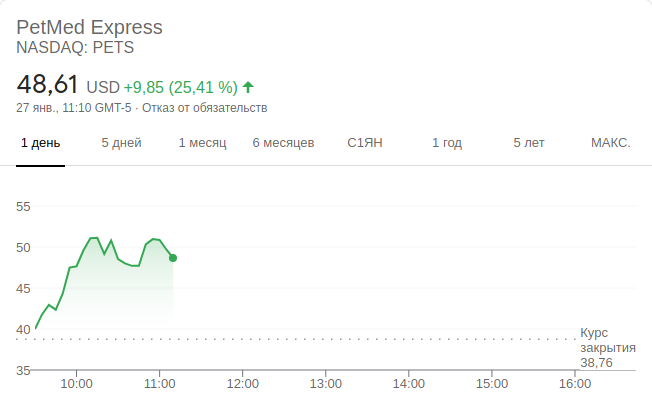 PetMed Express
NASDAQ: PETS
48,61 USD +9,85 (25,41 %)
27 янв., 11:10 GMT-5 · Отказ от обязательств
1 день 5 дней 1 месяц 6 месяцев С1ЯН 1 год 5 лет МАКС.
55
50
45
40
Курс
закрытия
38,76
35
10:00 11:00 12:00 13:00 14:00 15:00 16:00